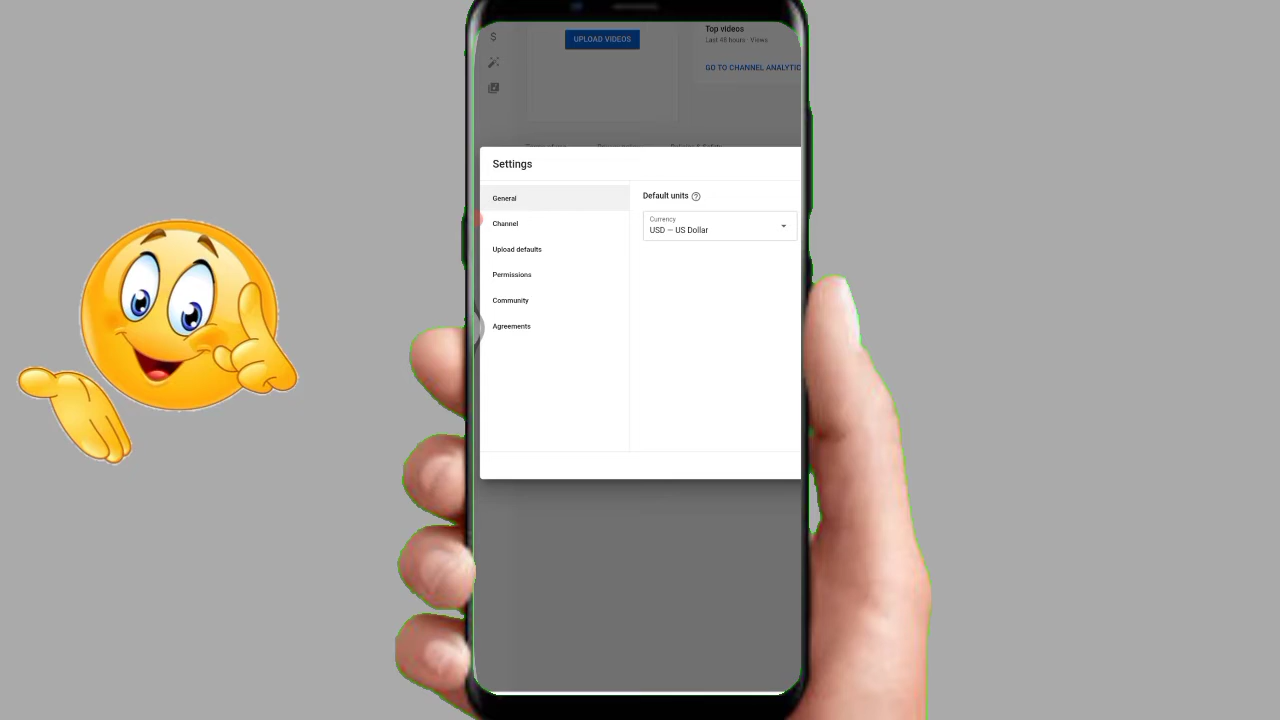 $
UPLOAD VIDEOS
Top videos
Last 48 hours · Views
GO TO CHANNEL ANALYTIC
Settings
General
Channel
Upload defaults
Permissions
Community
Agreements
Default units
Currency
USD — US Dollar